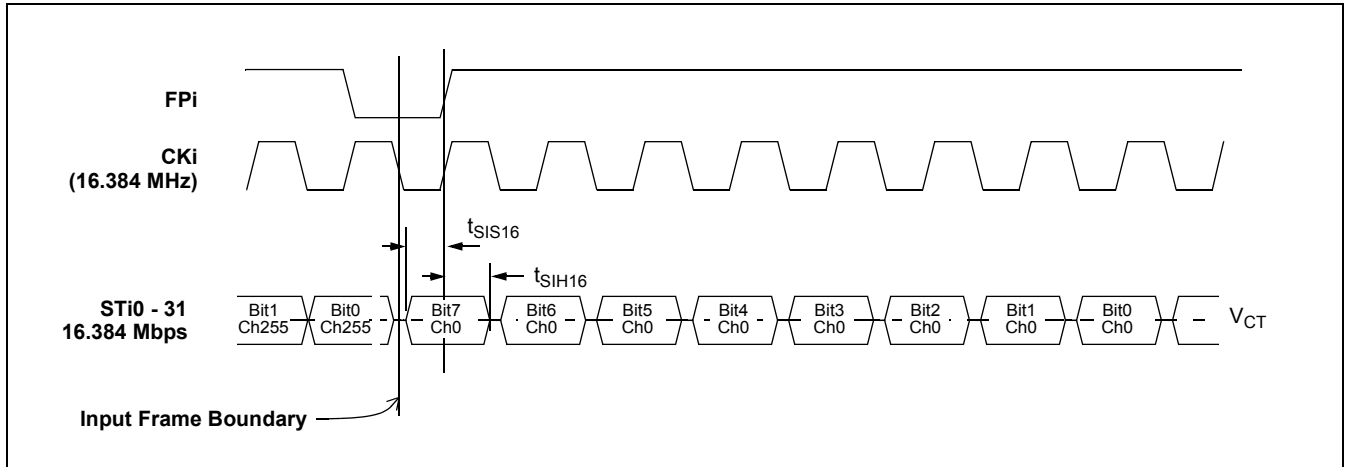 FPi
CKi
(16.384 MHz)
tSIS16
tSIH16
STi0 - 31
16.384 Mbps
Bit1
Ch255
Bit0
Ch255
Bit7
Ch0
Bit6
Ch0
Bit5
Ch0
Bit4
Ch0
Bit3
Ch0
Bit2
Ch0
Bit1
Ch0
Bit0
Ch0
VCT
Input Frame Boundary